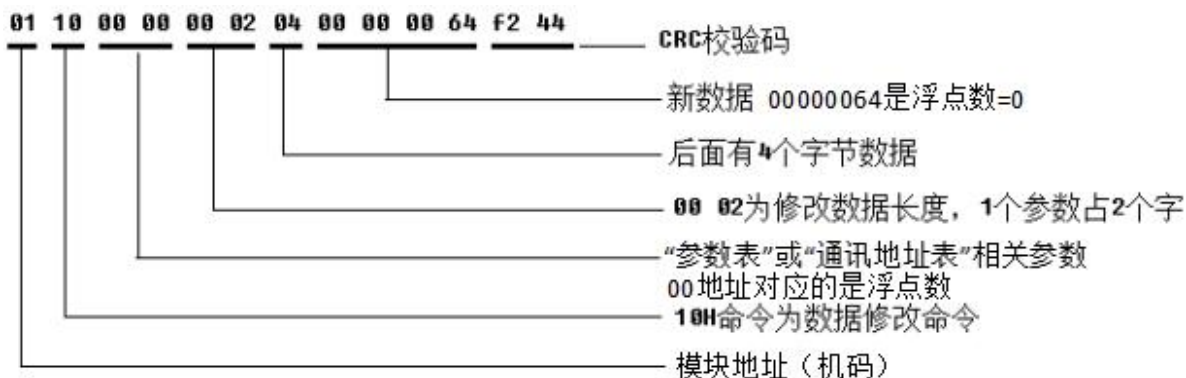 01 10 00 00 00 02 04 00 00 00 64 f2 44
CRC校验码
新数据 00000064是浮点数=0
后面有4个字节数据
00 02为修改数据长度，1个参数占2个字
“参数表”或“通讯地址表”相关参数
00地址对应的是浮点数
10H命令为数据修改命令
模块地址（机码）